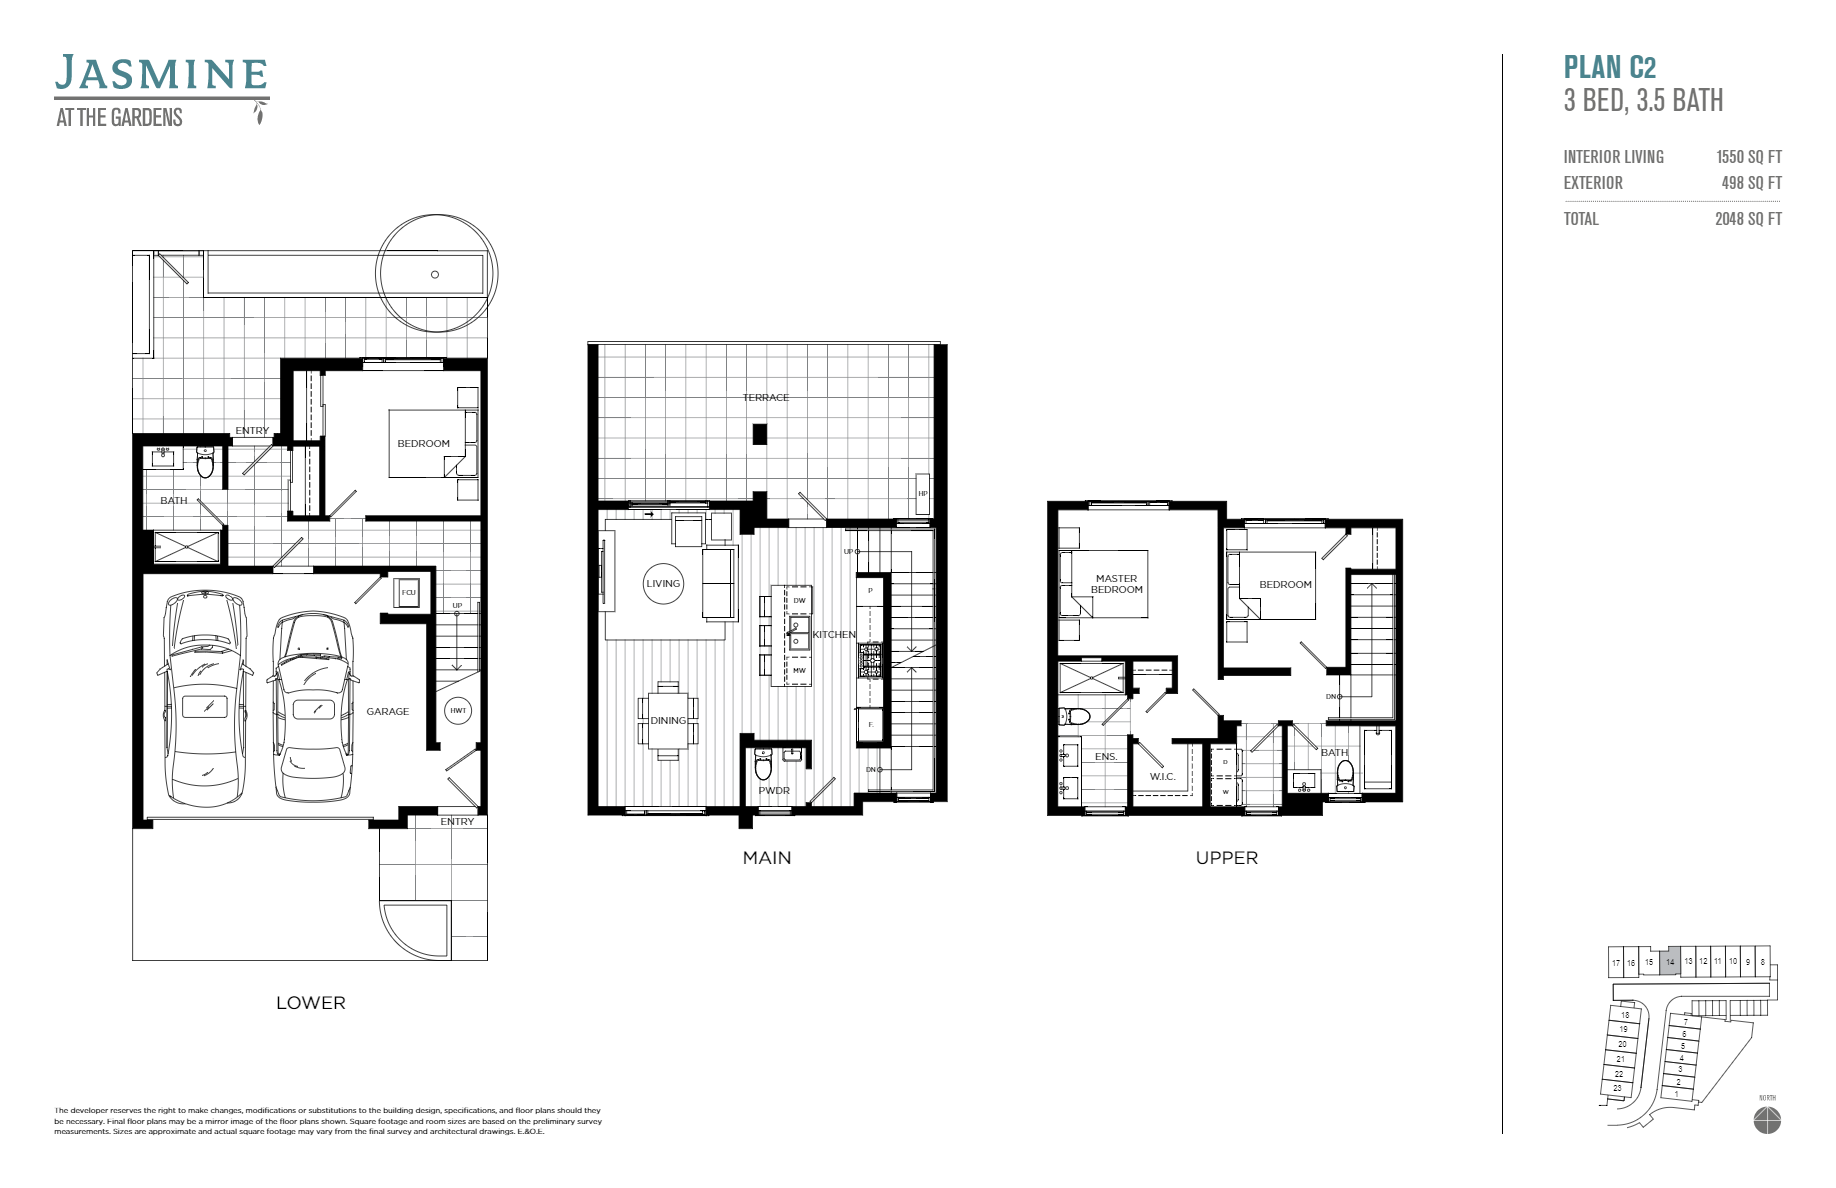 JASMINE
AT THE GARDENS
PLAN C2
3 BED, 3.5 BATH
INTERIOR LIVING 1550 SQ FT
EXTERIOR 498 SQ FT
TOTAL 2048 SQ FT
ENTRY
BEDROOM
BATH
FCU
UP
GARAGE
HWT
ENTRY
LOWER
TERRACE
HP
UP
LIVING
P
DW
KITCHEN
MW
DINING
F.
DN
PWDR
MAIN
MASTER
BEDROOM
BEDROOM
DN
ENS.
W.I.C.
D
W
BATH
UPPER
17 16 15 14 13 12 11 10 9 8
18
19
20
21
22
23
7
6
5
4
3
2
1
NORTH
The developer reserves the right to make changes, modifications or substitutions to the building design, specifications, and floor plans should they
be necessary. Final floor plans may be a mirror image of the floor plans shown. Square footage and room sizes are based on the preliminary survey
measurements. Sizes are approximate and actual square footage may vary from the final survey and architectural drawings. E.&O.E.